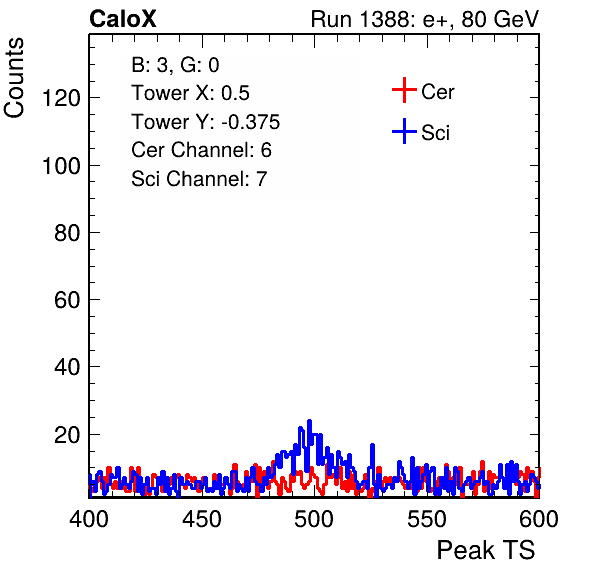 CaloX Run 1388: e+, 80 GeV
Counts
B: 3, G: 0
Tower X: 0.5
Tower Y: -0.375
Cer Channel: 6
Sci Channel: 7
Cer
Sci
120
100
80
60
40
20
400 450 500 550 600
Peak TS